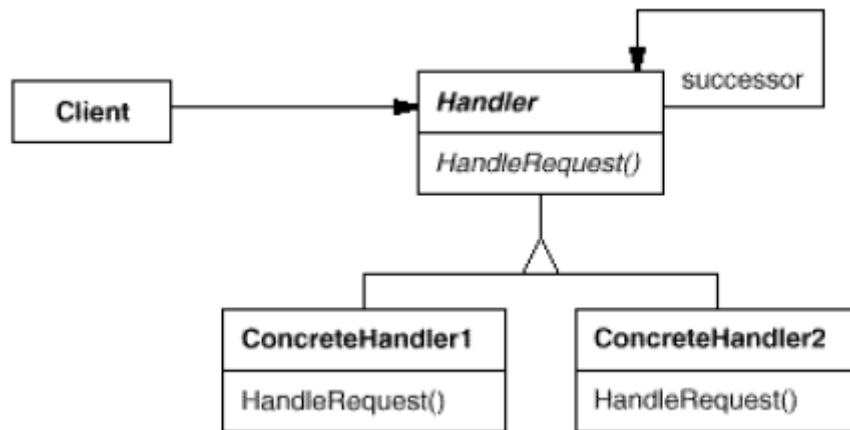 successor
Client
Handler
HandleRequest()
ConcreteHandler1
ConcreteHandler2
HandleRequest()
HandleRequest()